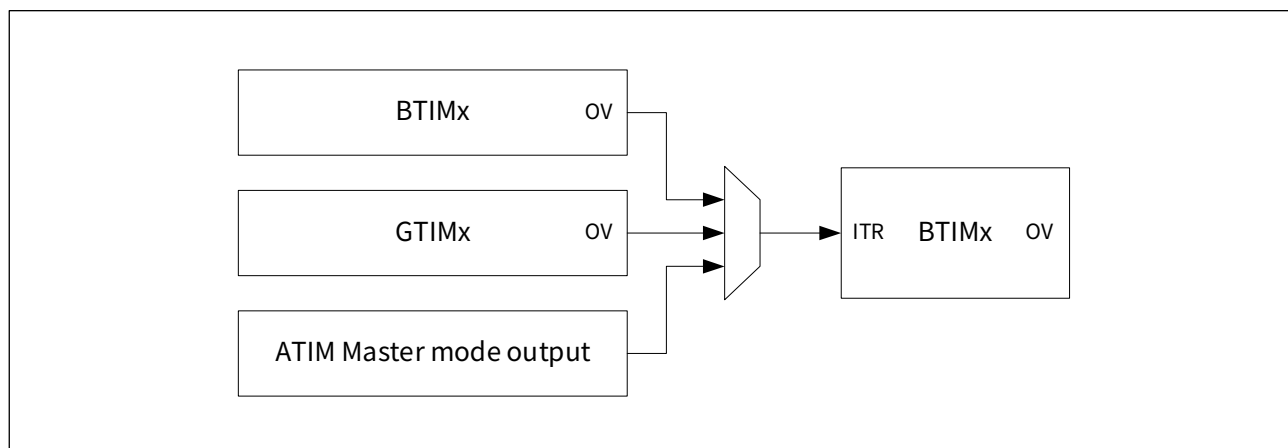 BTIMx OV
GTIMx OV
ITR BTIMx OV
ATIM Master mode output